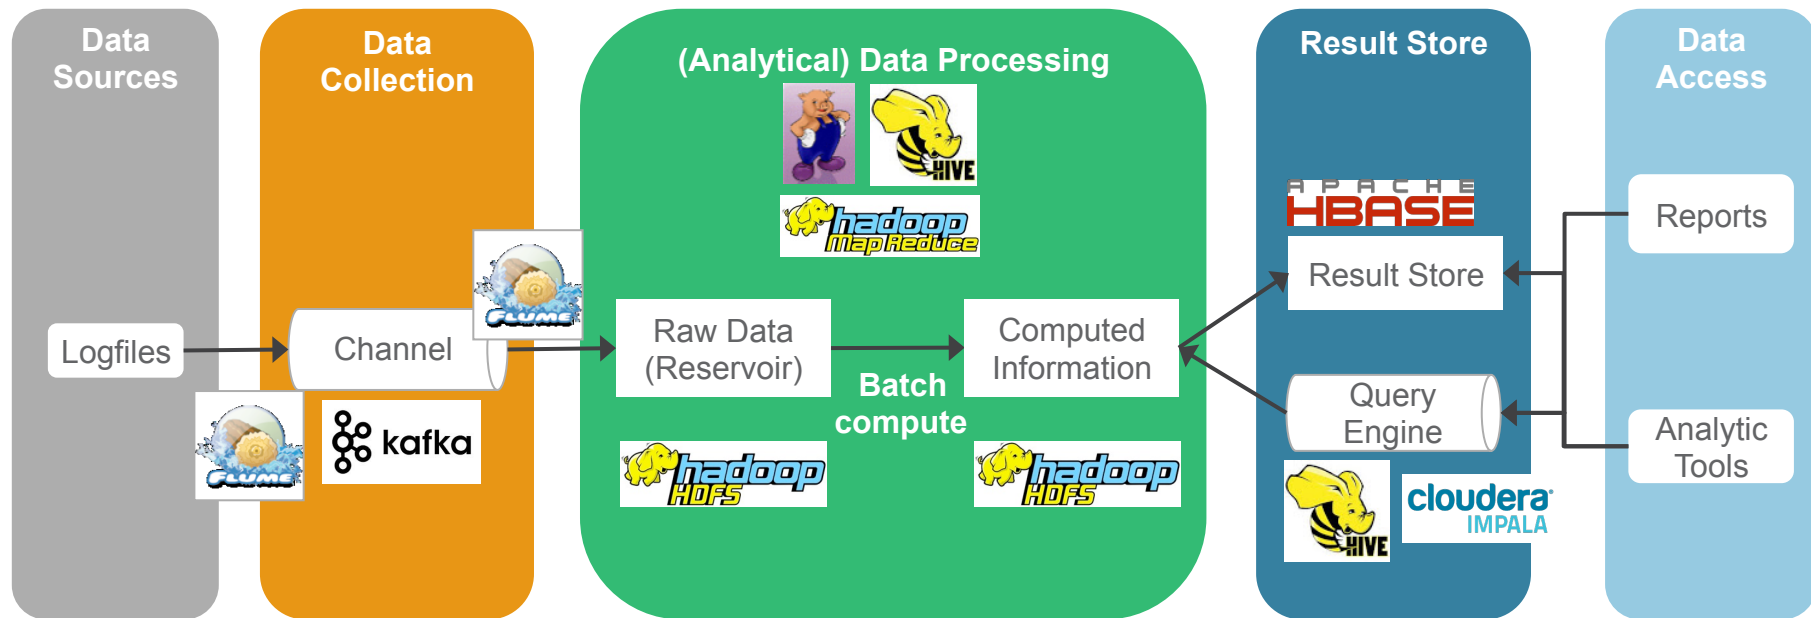 Data
Sources
Logfiles
FLUME
Data
Collection
Channel
kafka
FLUME
(Analytical) Data Processing
HIVE
hadoop
Map Reduce
Raw Data
(Reservoir)
Batch
compute
Computed
Information
hadoop
HDFS
hadoop
HDFS
Result Store
APACHE
HBASE
Result Store
Query
Engine
HIVE
cloudera
IMPALA
Data
Access
Reports
Analytic
Tools